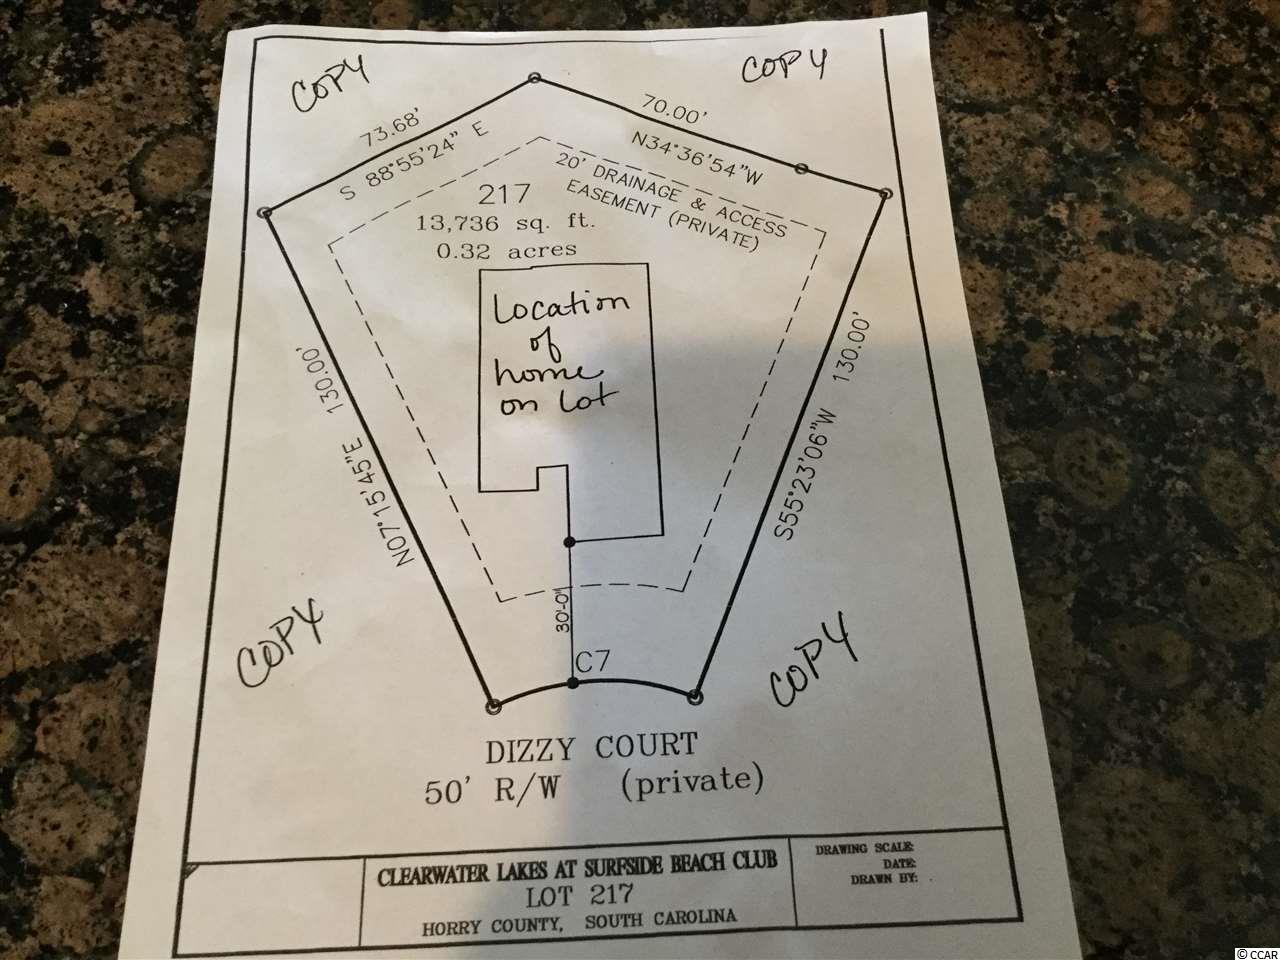 COPY
COPY
73.68'
S 88°55'24" E
70.00'
N34°36'54"W
20' DRAINAGE & ACCESS
EASEMENT (PRIVATE)
217
13,736 sq. ft.
0.32 acres
Location
of
home
on lot
N07°15'45"E 130.00'
S55°23'06"W 130.00'
30'-0"
C7
COPY
COPY
DIZZY COURT
50' R/W (private)
CLEARWATER LAKES AT SURFSIDE BEACH CLUB
LOT 217
HORRY COUNTY, SOUTH CAROLINA
DRAWING SCALE:
DATE:
DRAWN BY:
© CCAR